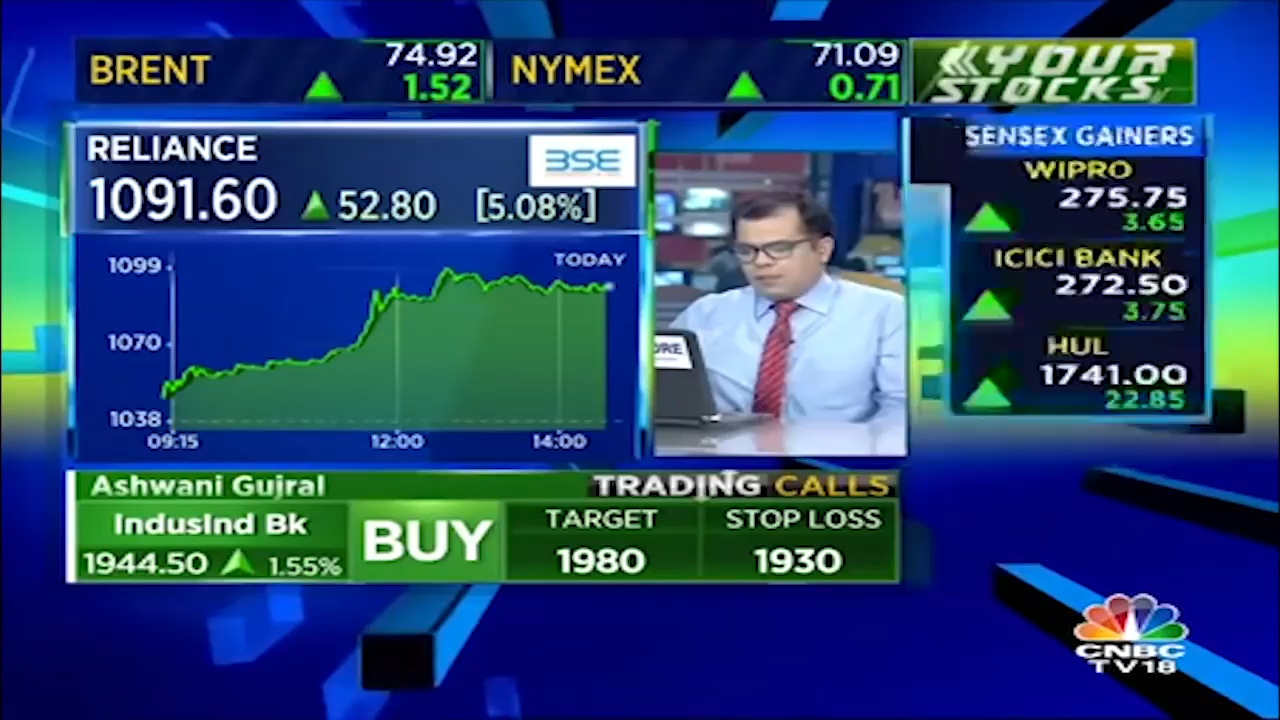 BRENT 74.92 1.52
NYMEX 71.09 0.71
YOUR
STOCKS
RELIANCE
1091.60 52.80 [5.08%]
BSE
TODAY
1099
1070
1038
09:15 12:00 14:00
SENSEX GAINERS
WIPRO
275.75
3.65
ICICI BANK
272.50
3.75
HUL
1741.00
22.85
Ashwani Gujral
TRADING CALLS
IndusInd Bk
1944.50 1.55%
BUY
TARGET
1980
STOP LOSS
1930
CNBC
TV18